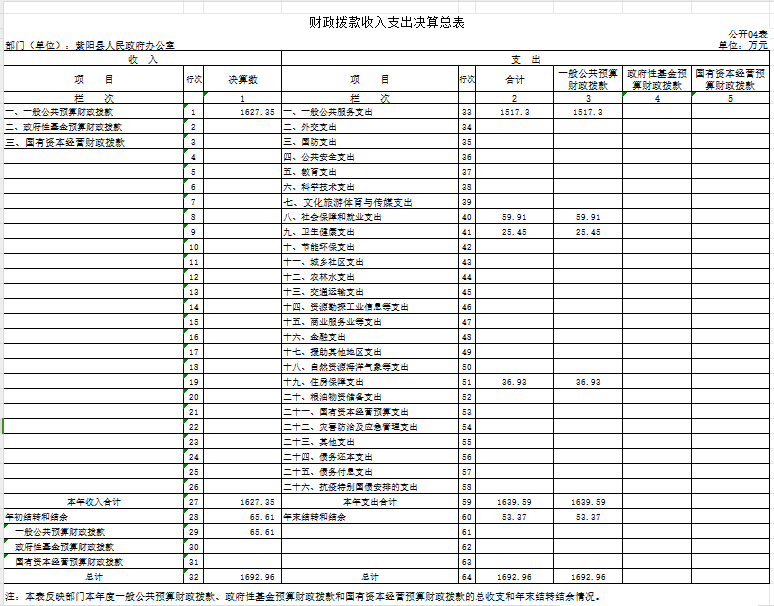 财政拨款收入支出决算总表
公开04表
部门（单位）：紫阳县人民政府办公室 单位：万元
收 入 支 出
项 目 行次 决算数 项 目 行次 合计 一般公共预算财政拨款 政府性基金预算财政拨款 国有资本经营预算财政拨款
栏 次 1 栏 次 2 3 4 5
一、一般公共预算财政拨款 1 1627.35 一、一般公共服务支出 33 1517.3 1517.3
二、政府性基金预算财政拨款 2 二、外交支出 34
三、国有资本经营财政拨款 3 三、国防支出 35
4 四、公共安全支出 36
5 五、教育支出 37
6 六、科学技术支出 38
7 七、文化旅游体育与传媒支出 39
8 八、社会保障和就业支出 40 59.91 59.91
9 九、卫生健康支出 41 25.45 25.45
10 十、节能环保支出 42
11 十一、城乡社区支出 43
12 十二、农林水支出 44
13 十三、交通运输支出 45
14 十四、资源勘探工业信息等支出 46
15 十五、商业服务业等支出 47
16 十六、金融支出 48
17 十七、援助其他地区支出 49
18 十八、自然资源海洋气象等支出 50
19 十九、住房保障支出 51 36.93 36.93
20 二十、粮油物资储备支出 52
21 二十一、国有资本经营预算支出 53
22 二十二、灾害防治及应急管理支出 54
23 二十三、其他支出 55
24 二十四、债务还本支出 56
25 二十五、债务付息支出 57
26 二十六、抗疫特别国债安排的支出 58
本年收入合计 27 1627.35 本年支出合计 59 1639.59 1639.59
年初结转和结余 28 65.61 年末结转和结余 60 53.37 53.37
一般公共预算财政拨款 29 65.61 61
政府性基金预算财政拨款 30 62
国有资本经营预算财政拨款 31 63
总计 32 1692.96 总计 64 1692.96 1692.96
注：本表反映部门本年度一般公共预算财政拨款、政府性基金预算财政拨款和国有资本经营预算财政拨款的总收支和年末结转结余情况。